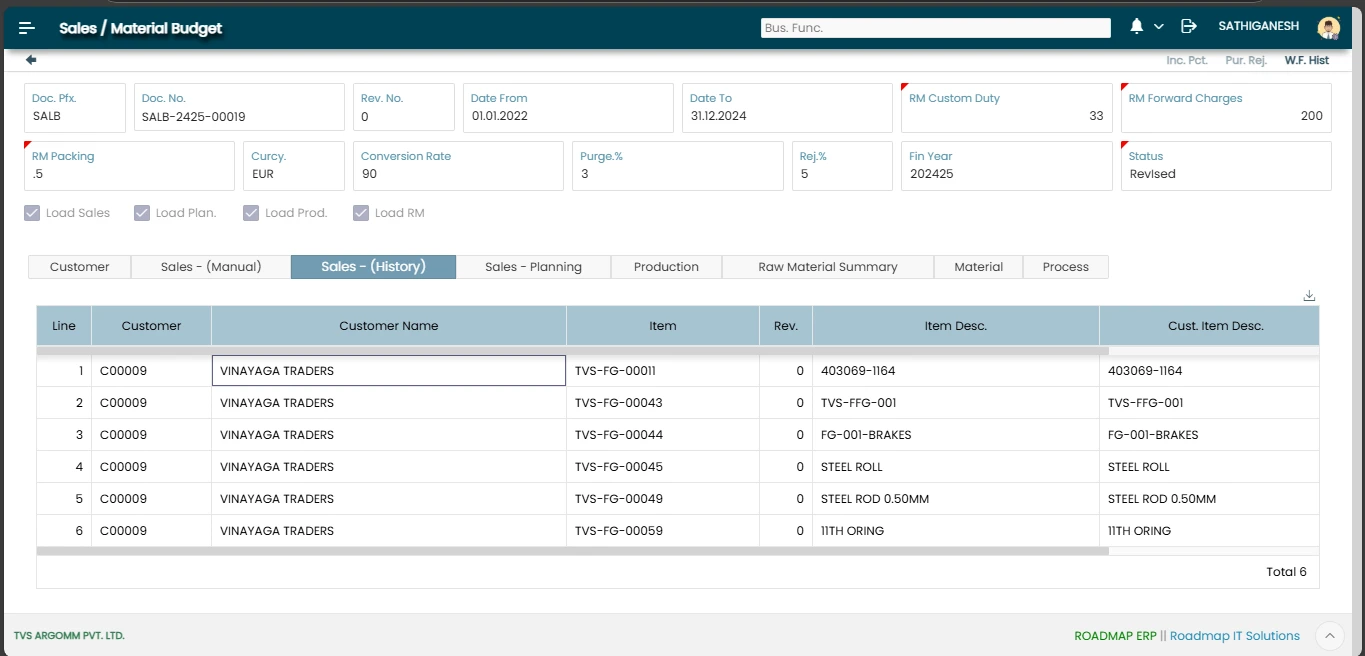 Sales / Material Budget
Bus. Func.
SATHIGANESH
Inc. Pct. Pur. Rej. W.F. Hist
Doc. Pfx. Doc. No. Rev. No. Date From Date To RM Custom Duty RM Forward Charges
SALB SALB-2425-00019 0 01.01.2022 31.12.2024 33 200
RM Packing Curcy. Conversion Rate Purge.% Rej.% Fin Year Status
.5 EUR 90 3 5 202425 RevIsed
Load Sales Load Plan. Load Prod. Load RM
Customer Sales - (Manual) Sales - (History) Sales - Planning Production Raw Material Summary Material Process
Line Customer Customer Name Item Rev. Item Desc. Cust. Item Desc.
1 C00009 VINAYAGA TRADERS TVS-FG-00011 0 403069-1164 403069-1164
2 C00009 VINAYAGA TRADERS TVS-FG-00043 0 TVS-FFG-001 TVS-FFG-001
3 C00009 VINAYAGA TRADERS TVS-FG-00044 0 FG-001-BRAKES FG-001-BRAKES
4 C00009 VINAYAGA TRADERS TVS-FG-00045 0 STEEL ROLL STEEL ROLL
5 C00009 VINAYAGA TRADERS TVS-FG-00049 0 STEEL ROD 0.50MM STEEL ROD 0.50MM
6 C00009 VINAYAGA TRADERS TVS-FG-00059 0 11TH ORING 11TH ORING
Total 6
TVS ARGOMM PVT. LTD. ROADMAP ERP || Roadmap IT Solutions